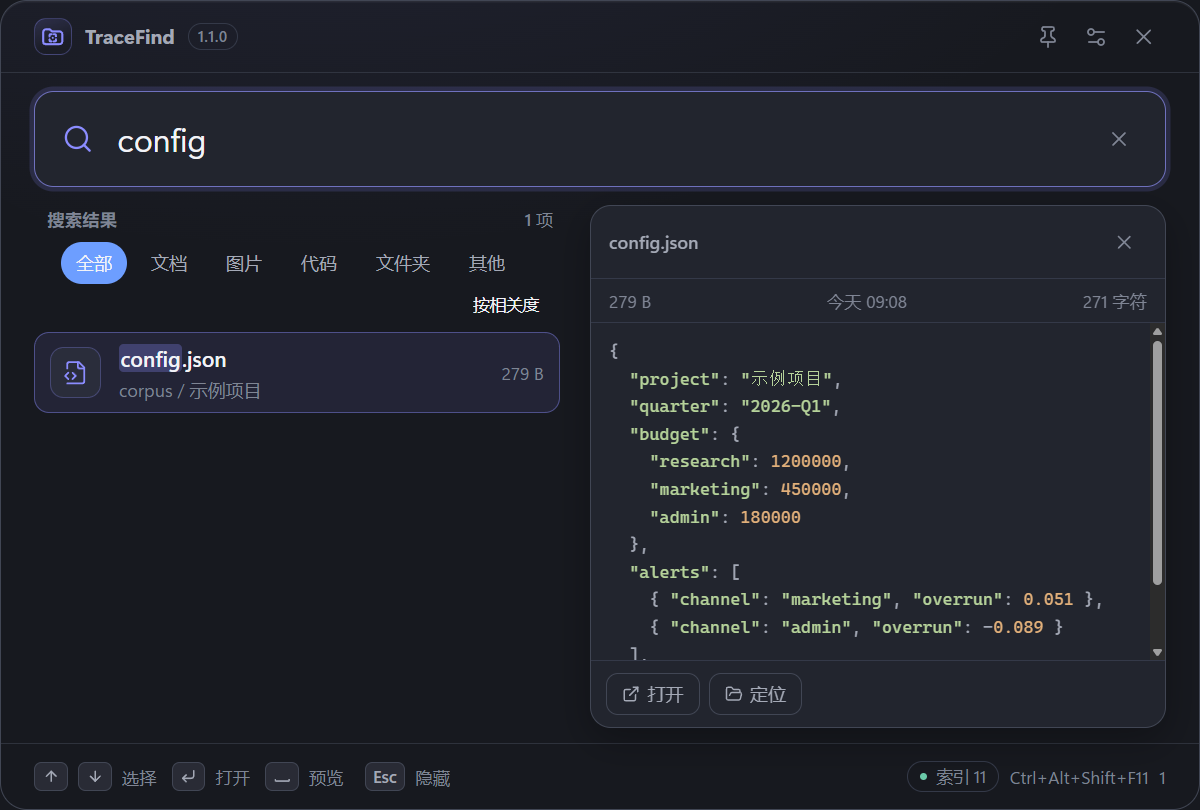 TraceFind 1.1.0
config
搜索结果 1 项
全部 文档 图片 代码 文件夹 其他
按相关度
config.json
corpus / 示例项目
279 B
config.json
279 B 今天 09:08 271 字符
{
  "project": "示例项目",
  "quarter": "2026-Q1",
  "budget": {
    "research": 1200000,
    "marketing": 450000,
    "admin": 180000
  },
  "alerts": [
    { "channel": "marketing", "overrun": 0.051 },
    { "channel": "admin", "overrun": -0.089 }
  ],
打开 定位
↑ ↓ 选择 ↵ 打开 预览 Esc 隐藏
索引 11 Ctrl+Alt+Shift+F11 1